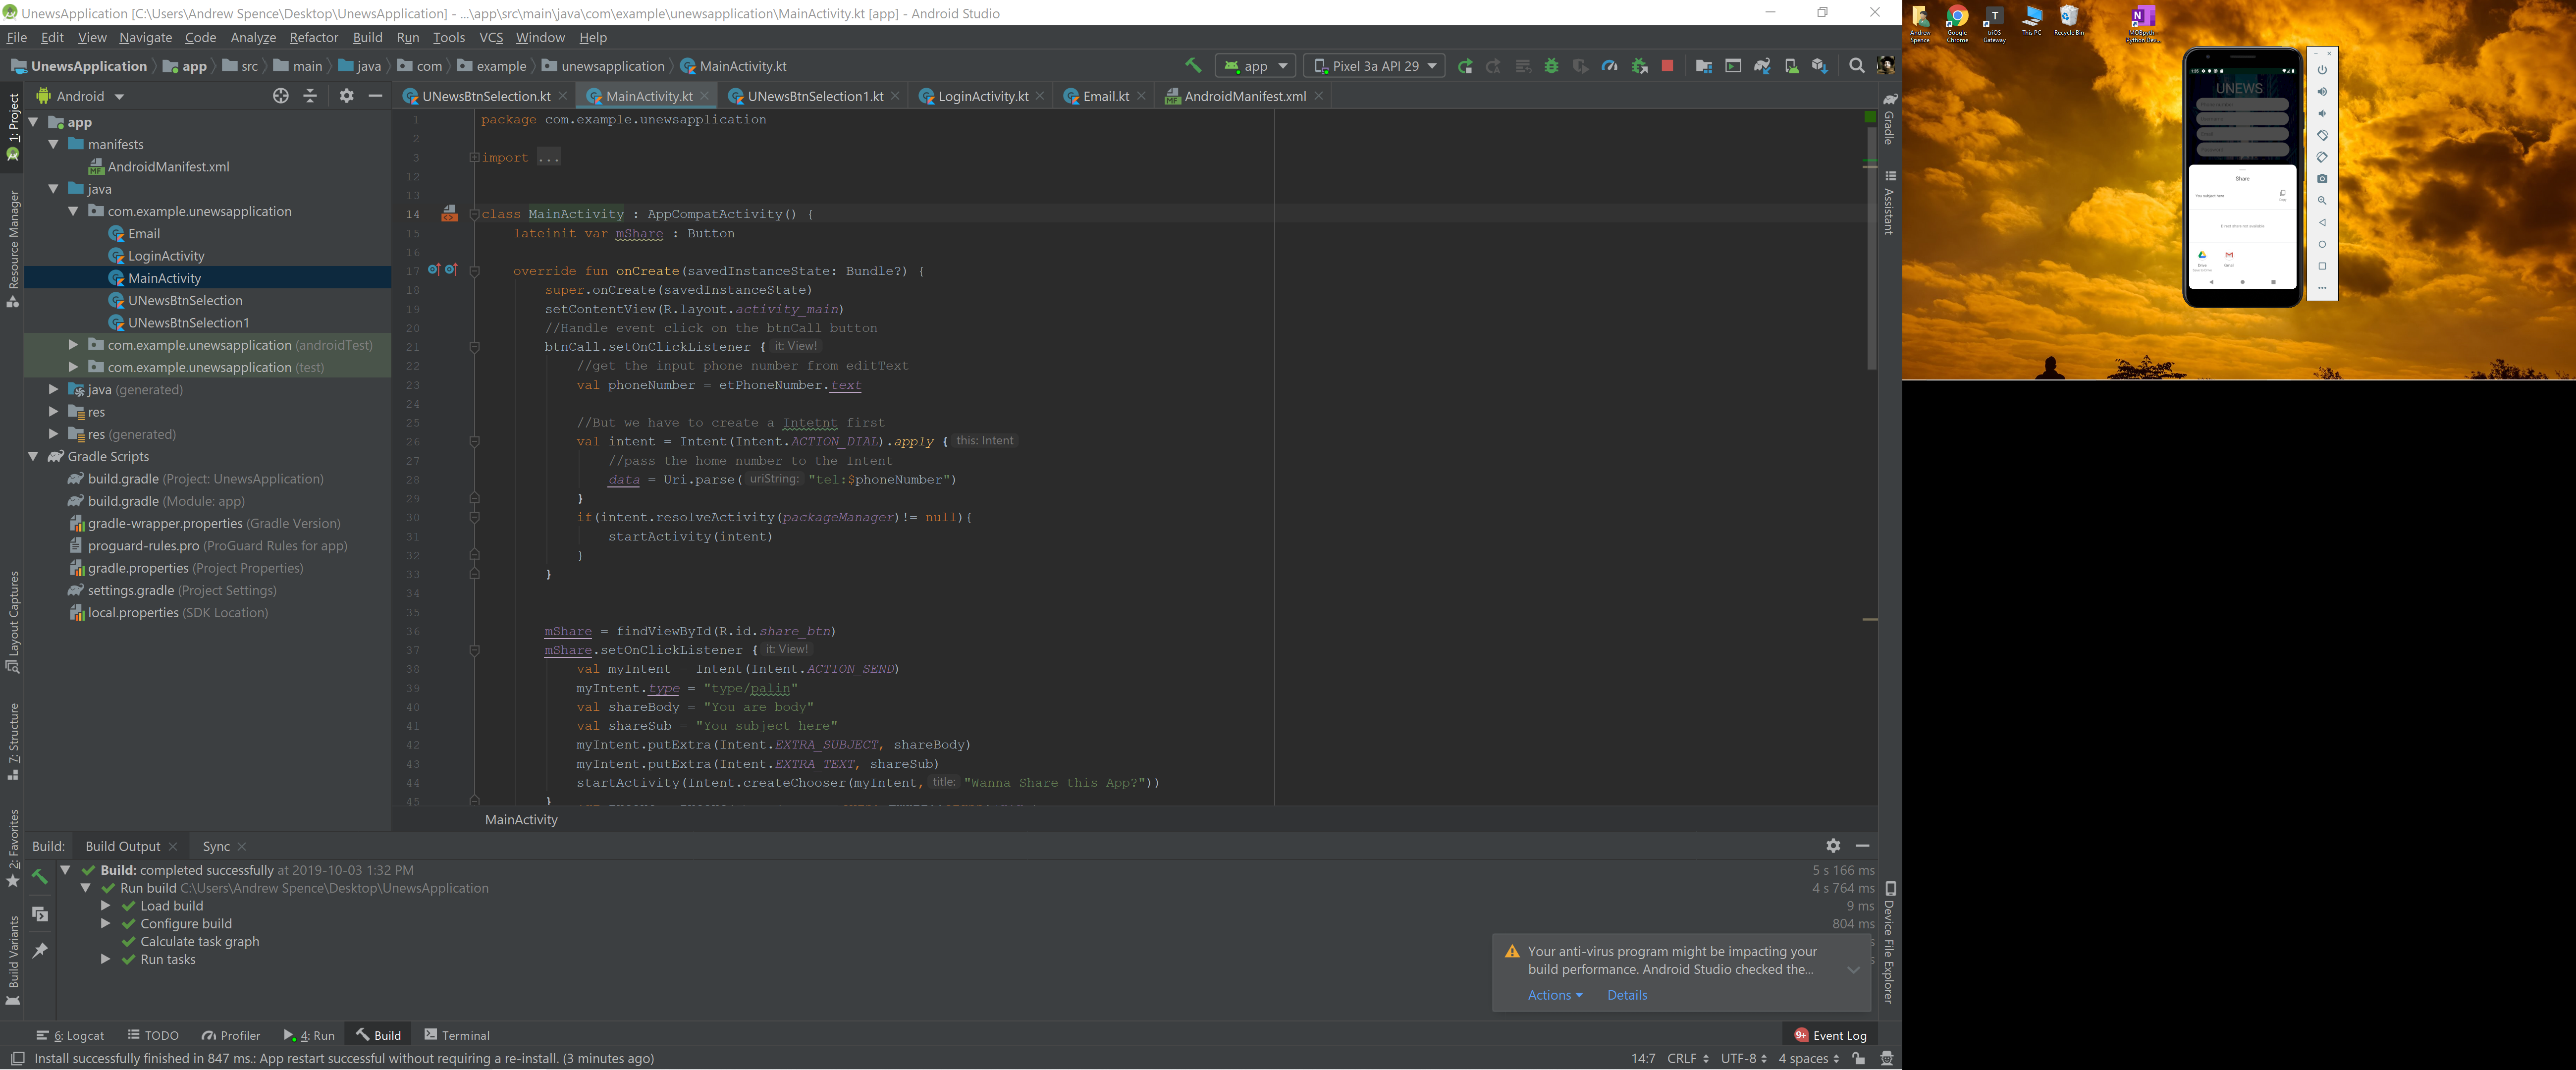 UnewsApplication [C:\Users\Andrew Spence\Desktop\UnewsApplication] - ...\app\src\main\java\com\example\unewsapplication\MainActivity.kt [app] - Android Studio
File Edit View Navigate Code Analyze Refactor Build Run Tools VCS Window Help
UnewsApplication app src main java com example unewsapplication MainActivity.kt app Pixel 3a API 29
Android
UNewsBtnSelection.kt MainActivity.kt UNewsBtnSelection1.kt LoginActivity.kt Email.kt AndroidManifest.xml
1: Project
Resource Manager
Layout Captures
7: Structure
2: Favorites
Build Variants
app
manifests
AndroidManifest.xml
java
com.example.unewsapplication
Email
LoginActivity
MainActivity
UNewsBtnSelection
UNewsBtnSelection1
com.example.unewsapplication (androidTest)
com.example.unewsapplication (test)
java (generated)
res
res (generated)
Gradle Scripts
build.gradle (Project: UnewsApplication)
build.gradle (Module: app)
gradle-wrapper.properties (Gradle Version)
proguard-rules.pro (ProGuard Rules for app)
gradle.properties (Project Properties)
settings.gradle (Project Settings)
local.properties (SDK Location)
1 package com.example.unewsapplication
2
3 import ...
12
13
14 class MainActivity : AppCompatActivity() {
15 lateinit var mShare : Button
16
17 override fun onCreate(savedInstanceState: Bundle?) {
18 super.onCreate(savedInstanceState)
19 setContentView(R.layout.activity_main)
20 //Handle event click on the btnCall button
21 btnCall.setOnClickListener { it: View!
22 //get the input phone number from editText
23 val phoneNumber = etPhoneNumber.text
24
25 //But we have to create a Intetnt first
26 val intent = Intent(Intent.ACTION_DIAL).apply { this: Intent
27 //pass the home number to the Intent
28 data = Uri.parse( uriString: "tel:$phoneNumber")
29 }
30 if(intent.resolveActivity(packageManager)!= null){
31 startActivity(intent)
32 }
33 }
34
35
36 mShare = findViewById(R.id.share_btn)
37 mShare.setOnClickListener { it: View!
38 val myIntent = Intent(Intent.ACTION_SEND)
39 myIntent.type = "type/palin"
40 val shareBody = "You are body"
41 val shareSub = "You subject here"
42 myIntent.putExtra(Intent.EXTRA_SUBJECT, shareBody)
43 myIntent.putExtra(Intent.EXTRA_TEXT, shareSub)
44 startActivity(Intent.createChooser(myIntent, title: "Wanna Share this App?"))
45 }
MainActivity
Gradle
Assistant
Device File Explorer
Build: Build Output Sync
Build: completed successfully at 2019-10-03 1:32 PM 5 s 166 ms
Run build C:\Users\Andrew Spence\Desktop\UnewsApplication 4 s 764 ms
Load build 9 ms
Configure build 804 ms
Calculate task graph
Run tasks
Your anti-virus program might be impacting your
build performance. Android Studio checked the...
Actions Details
6: Logcat TODO Profiler 4: Run Build Terminal 9+ Event Log
Install successfully finished in 847 ms.: App restart successful without requiring a re-install. (3 minutes ago) 14:7 CRLF UTF-8 4 spaces
Andrew Spence
Google Chrome
triOS Gateway
This PC
Recycle Bin
UNEWS
Share
You subject here
Copy
Direct share not available
Drive
Gmail